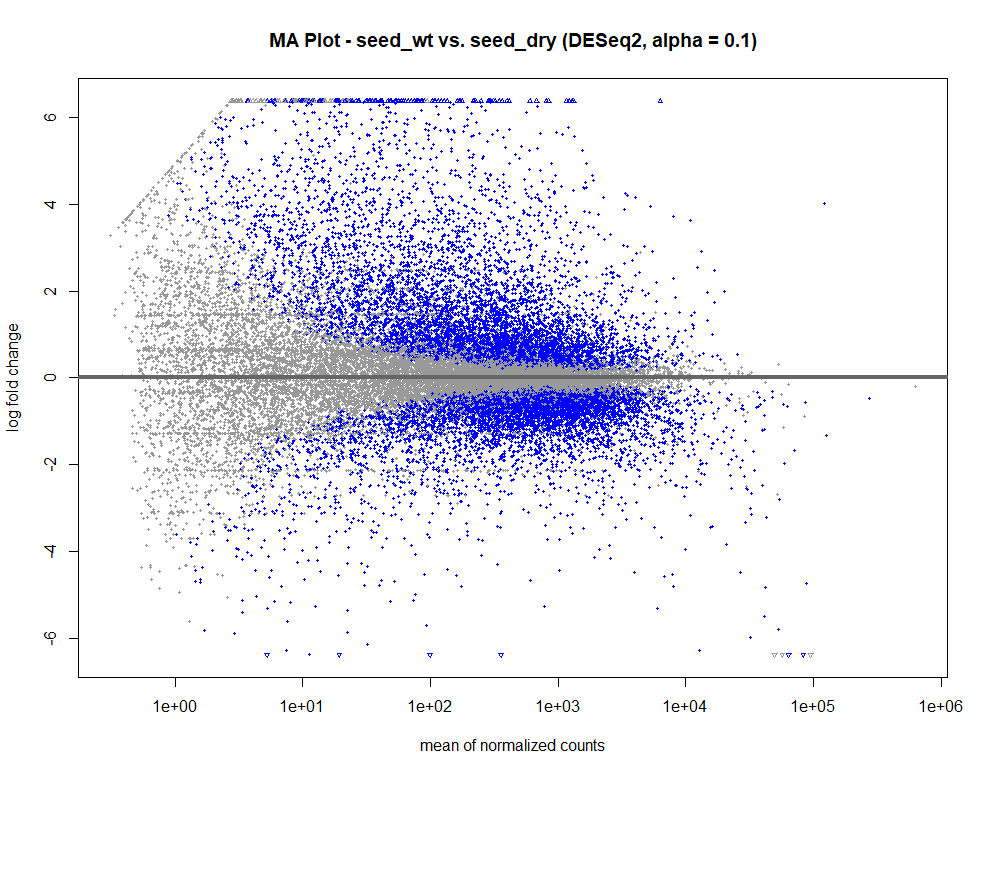 MA Plot - seed_wt vs. seed_dry (DESeq2, alpha = 0.1)
6
4
2
0
-2
-4
-6
log fold change
1e+00 1e+01 1e+02 1e+03 1e+04 1e+05 1e+06
mean of normalized counts